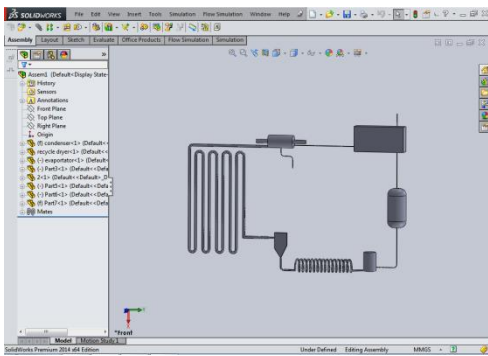 SOLIDWORKS File Edit View Insert Tools Simulation Flow Simulation Window Help
Assembly Layout Sketch Evaluate Office Products Flow Simulation Simulation
Assem1 (Default<Display State-
History
Sensors
Annotations
Front Plane
Top Plane
Right Plane
Origin
(f) condenser<1> (Default<
recycle dryer<1> (Default<
(-) evaportator<1> (Default<
(-) Part3<1> (Default<<Defa
2<1> (Default<<Default>_D
(-) Part5<1> (Default<<Defa
(-) Part6<1> (Default<<Defa
(f) Part7<1> (Default<<Defa
Mates
*Front
Model Motion Study 1
SolidWorks Premium 2014 x64 Edition Under Defined Editing Assembly MMGS